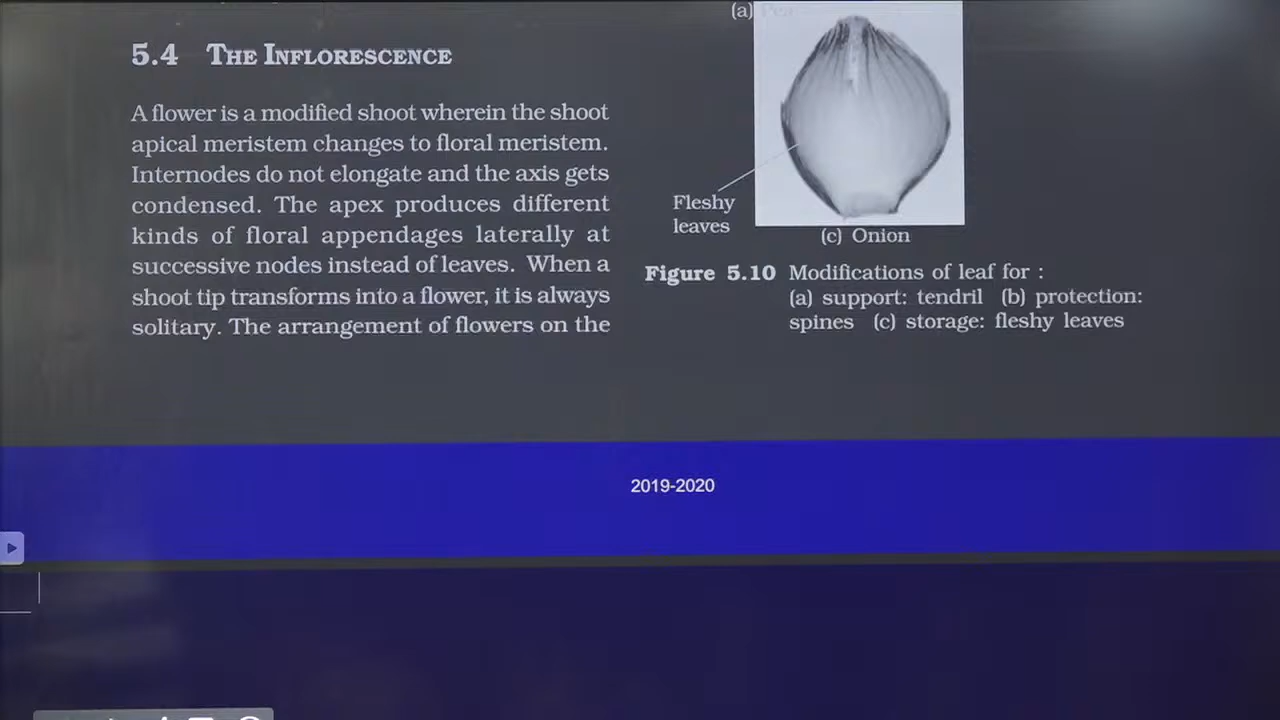 (a)
5.4 THE INFLORESCENCE
A flower is a modified shoot wherein the shoot
apical meristem changes to floral meristem.
Internodes do not elongate and the axis gets
condensed. The apex produces different
kinds of floral appendages laterally at
successive nodes instead of leaves. When a
shoot tip transforms into a flower, it is always
solitary. The arrangement of flowers on the
Fleshy
leaves
(c) Onion
Figure 5.10 Modifications of leaf for :
(a) support: tendril (b) protection:
spines (c) storage: fleshy leaves
2019-2020